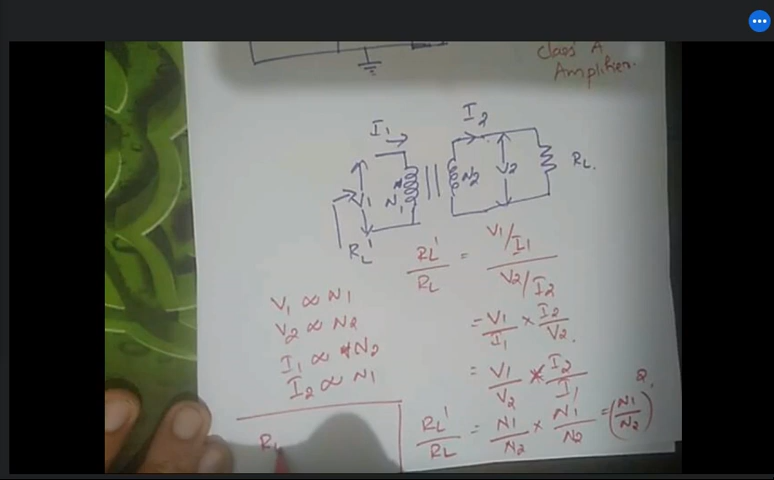 Class A
Amplifier.
I1
I2
V1
N1
N2
V2
RL.
RL'
RL'/RL = (V1/I1)/(V2/I2)
V1 ∝ N1
V2 ∝ N2
I1 ∝ N2
I2 ∝ N1
= V1/I1 × I2/V2.
= V1/V2 × I2/I1
RL'/RL = N1/N2 × N1/N2 = (N1/N2)2.
RL